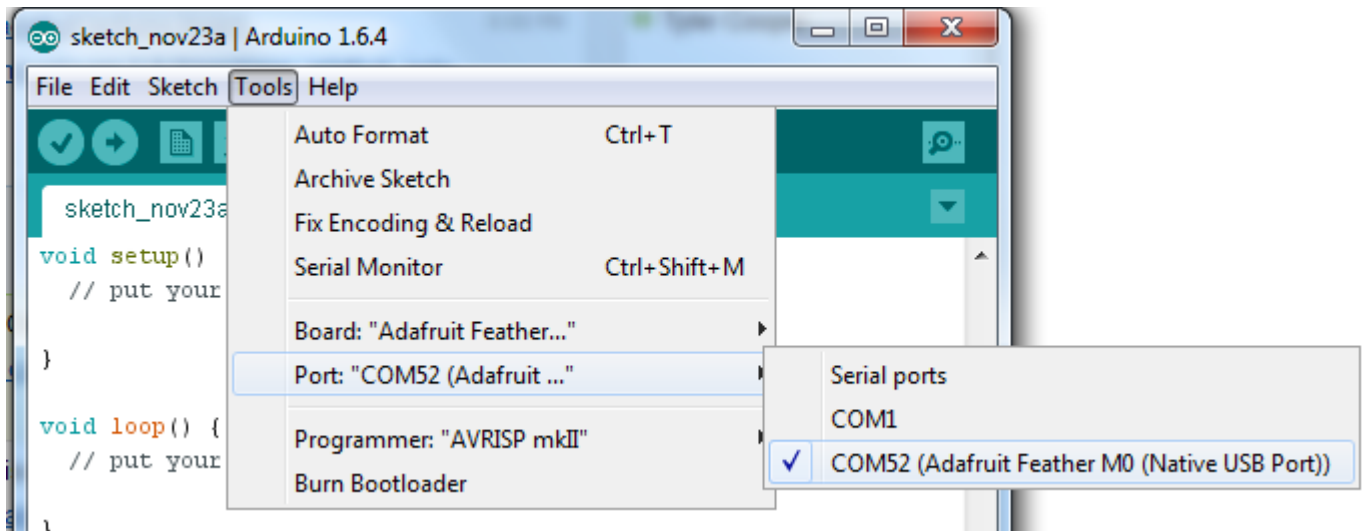 sketch_nov23a | Arduino 1.6.4
File Edit Sketch Tools Help
Auto Format Ctrl+T
Archive Sketch
sketch_nov23a
Fix Encoding & Reload
void setup()
Serial Monitor Ctrl+Shift+M
// put your
Board: "Adafruit Feather..."
}
Port: "COM52 (Adafruit ..."
Serial ports
COM1
void loop() {
Programmer: "AVRISP mkII"
// put your
COM52 (Adafruit Feather M0 (Native USB Port))
Burn Bootloader
}